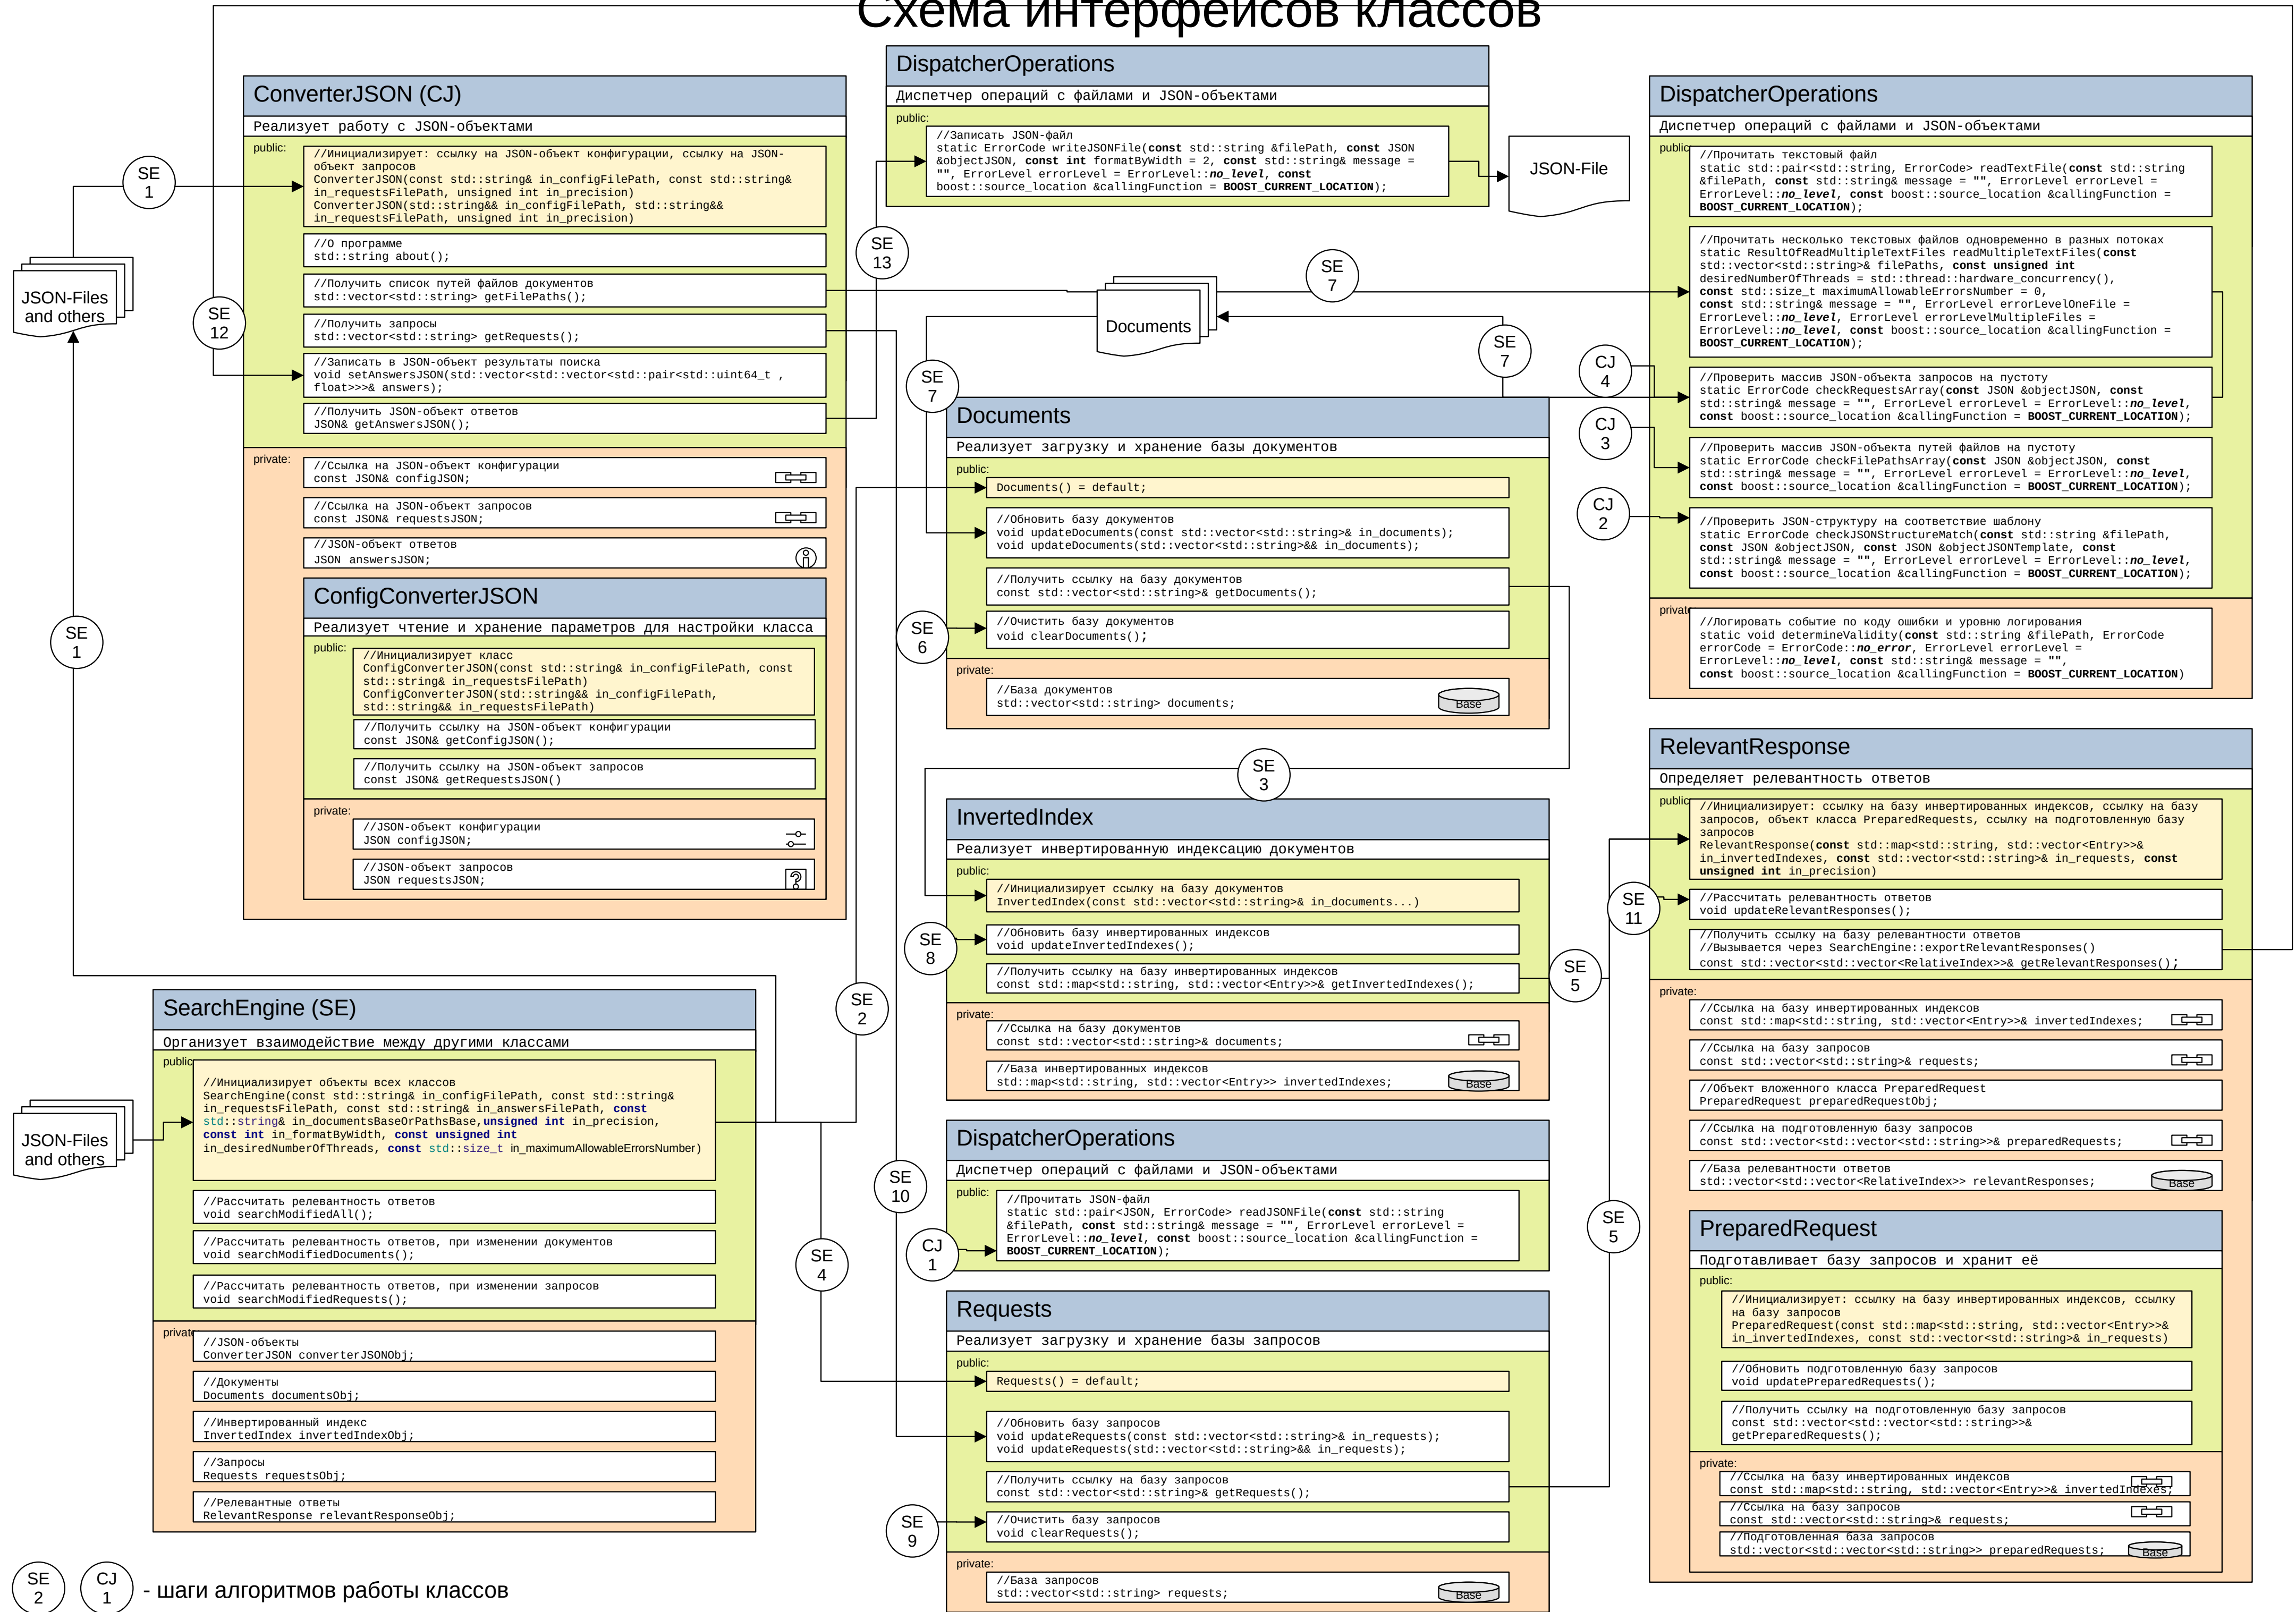 Схема интерфейсов классов
ConverterJSON (CJ)
Реализует работу с JSON-объектами
public:
//Инициализирует: ссылку на JSON-объект конфигурации, ссылку на JSON-
объект запросов
ConverterJSON(const std::string& in_configFilePath, const std::string&
in_requestsFilePath, unsigned int in_precision)
ConverterJSON(std::string&& in_configFilePath, std::string&&
in_requestsFilePath, unsigned int in_precision)
//О программе
std::string about();
//Получить список путей файлов документов
std::vector<std::string> getFilePaths();
//Получить запросы
std::vector<std::string> getRequests();
//Записать в JSON-объект результаты поиска
void setAnswersJSON(std::vector<std::vector<std::pair<std::uint64_t ,
float>>>& answers);
//Получить JSON-объект ответов
JSON& getAnswersJSON();
private:
//Ссылка на JSON-объект конфигурации
const JSON& configJSON;
//Ссылка на JSON-объект запросов
const JSON& requestsJSON;
//JSON-объект ответов
JSON answersJSON;
ConfigConverterJSON
Реализует чтение и хранение параметров для настройки класса
public:
//Инициализирует класс
ConfigConverterJSON(const std::string& in_configFilePath, const
std::string& in_requestsFilePath)
ConfigConverterJSON(std::string&& in_configFilePath,
std::string&& in_requestsFilePath)
//Получить ссылку на JSON-объект конфигурации
const JSON& getConfigJSON();
//Получить ссылку на JSON-объект запросов
const JSON& getRequestsJSON()
private:
//JSON-объект конфигурации
JSON configJSON;
//JSON-объект запросов
JSON requestsJSON;
SE
1
SE
12
JSON-Files
and others
SE
1
SearchEngine (SE)
Организует взаимодействие между другими классами
public:
//Инициализирует объекты всех классов
SearchEngine(const std::string& in_configFilePath, const std::string&
in_requestsFilePath, const std::string& in_answersFilePath, const
std::string& in_documentsBaseOrPathsBase,unsigned int in_precision,
const int in_formatByWidth, const unsigned int
in_desiredNumberOfThreads, const std::size_t in_maximumAllowableErrorsNumber)
//Рассчитать релевантность ответов
void searchModifiedAll();
//Рассчитать релевантность ответов, при изменении документов
void searchModifiedDocuments();
//Рассчитать релевантность ответов, при изменении запросов
void searchModifiedRequests();
private:
//JSON-объекты
ConverterJSON converterJSONObj;
//Документы
Documents documentsObj;
//Инвертированный индекс
InvertedIndex invertedIndexObj;
//Запросы
Requests requestsObj;
//Релевантные ответы
RelevantResponse relevantResponseObj;
JSON-Files
and others
SE
2
CJ
1
- шаги алгоритмов работы классов
DispatcherOperations
Диспетчер операций с файлами и JSON-объектами
public:
//Записать JSON-файл
static ErrorCode writeJSONFile(const std::string &filePath, const JSON
&objectJSON, const int formatByWidth = 2, const std::string& message =
"", ErrorLevel errorLevel = ErrorLevel::no_level, const
boost::source_location &callingFunction = BOOST_CURRENT_LOCATION);
JSON-File
SE
13
SE
7
Documents
SE
7
SE
7
Documents
Реализует загрузку и хранение базы документов
public:
Documents() = default;
//Обновить базу документов
void updateDocuments(const std::vector<std::string>& in_documents);
void updateDocuments(std::vector<std::string>&& in_documents);
//Получить ссылку на базу документов
const std::vector<std::string>& getDocuments();
//Очистить базу документов
void clearDocuments();
private:
//База документов
std::vector<std::string> documents;
Base
SE
6
SE
3
InvertedIndex
Реализует инвертированную индексацию документов
public:
//Инициализирует ссылку на базу документов
InvertedIndex(const std::vector<std::string>& in_documents...)
//Обновить базу инвертированных индексов
void updateInvertedIndexes();
//Получить ссылку на базу инвертированных индексов
const std::map<std::string, std::vector<Entry>>& getInvertedIndexes();
private:
//Ссылка на базу документов
const std::vector<std::string>& documents;
//База инвертированных индексов
std::map<std::string, std::vector<Entry>> invertedIndexes;
Base
SE
8
SE
5
SE
2
DispatcherOperations
Диспетчер операций с файлами и JSON-объектами
public:
//Прочитать JSON-файл
static std::pair<JSON, ErrorCode> readJSONFile(const std::string
&filePath, const std::string& message = "", ErrorLevel errorLevel =
ErrorLevel::no_level, const boost::source_location &callingFunction =
BOOST_CURRENT_LOCATION);
SE
10
CJ
1
SE
4
Requests
Реализует загрузку и хранение базы запросов
public:
Requests() = default;
//Обновить базу запросов
void updateRequests(const std::vector<std::string>& in_requests);
void updateRequests(std::vector<std::string>&& in_requests);
//Получить ссылку на базу запросов
const std::vector<std::string>& getRequests();
//Очистить базу запросов
void clearRequests();
private:
//База запросов
std::vector<std::string> requests;
Base
SE
9
SE
5
DispatcherOperations
Диспетчер операций с файлами и JSON-объектами
public:
//Прочитать текстовый файл
static std::pair<std::string, ErrorCode> readTextFile(const std::string
&filePath, const std::string& message = "", ErrorLevel errorLevel =
ErrorLevel::no_level, const boost::source_location &callingFunction =
BOOST_CURRENT_LOCATION);
//Прочитать несколько текстовых файлов одновременно в разных потоках
static ResultOfReadMultipleTextFiles readMultipleTextFiles(const
std::vector<std::string>& filePaths, const unsigned int
desiredNumberOfThreads = std::thread::hardware_concurrency(),
const std::size_t maximumAllowableErrorsNumber = 0,
const std::string& message = "", ErrorLevel errorLevelOneFile =
ErrorLevel::no_level, ErrorLevel errorLevelMultipleFiles =
ErrorLevel::no_level, const boost::source_location &callingFunction =
BOOST_CURRENT_LOCATION);
//Проверить массив JSON-объекта запросов на пустоту
static ErrorCode checkRequestsArray(const JSON &objectJSON, const
std::string& message = "", ErrorLevel errorLevel = ErrorLevel::no_level,
const boost::source_location &callingFunction = BOOST_CURRENT_LOCATION);
//Проверить массив JSON-объекта путей файлов на пустоту
static ErrorCode checkFilePathsArray(const JSON &objectJSON, const
std::string& message = "", ErrorLevel errorLevel = ErrorLevel::no_level,
const boost::source_location &callingFunction = BOOST_CURRENT_LOCATION);
//Проверить JSON-структуру на соответствие шаблону
static ErrorCode checkJSONStructureMatch(const std::string &filePath,
const JSON &objectJSON, const JSON &objectJSONTemplate, const
std::string& message = "", ErrorLevel errorLevel = ErrorLevel::no_level,
const boost::source_location &callingFunction = BOOST_CURRENT_LOCATION);
private:
//Логировать событие по коду ошибки и уровню логирования
static void determineValidity(const std::string &filePath, ErrorCode
errorCode = ErrorCode::no_error, ErrorLevel errorLevel =
ErrorLevel::no_level, const std::string& message = "",
const boost::source_location &callingFunction = BOOST_CURRENT_LOCATION)
CJ
4
CJ
3
CJ
2
RelevantResponse
Определяет релевантность ответов
public:
//Инициализирует: ссылку на базу инвертированных индексов, ссылку на базу
запросов, объект класса PreparedRequests, ссылку на подготовленную базу
запросов
RelevantResponse(const std::map<std::string, std::vector<Entry>>&
in_invertedIndexes, const std::vector<std::string>& in_requests, const
unsigned int in_precision)
//Рассчитать релевантность ответов
void updateRelevantResponses();
//Получить ссылку на базу релевантности ответов
//Вызывается через SearchEngine::exportRelevantResponses()
const std::vector<std::vector<RelativeIndex>>& getRelevantResponses();
private:
//Ссылка на базу инвертированных индексов
const std::map<std::string, std::vector<Entry>>& invertedIndexes;
//Ссылка на базу запросов
const std::vector<std::string>& requests;
//Объект вложенного класса PreparedRequest
PreparedRequest preparedRequestObj;
//Ссылка на подготовленную базу запросов
const std::vector<std::vector<std::string>>& preparedRequests;
//База релевантности ответов
std::vector<std::vector<RelativeIndex>> relevantResponses;
Base
SE
11
PreparedRequest
Подготавливает базу запросов и хранит её
public:
//Инициализирует: ссылку на базу инвертированных индексов, ссылку
на базу запросов
PreparedRequest(const std::map<std::string, std::vector<Entry>>&
in_invertedIndexes, const std::vector<std::string>& in_requests)
//Обновить подготовленную базу запросов
void updatePreparedRequests();
//Получить ссылку на подготовленную базу запросов
const std::vector<std::vector<std::string>>&
getPreparedRequests();
private:
//Ссылка на базу инвертированных индексов
const std::map<std::string, std::vector<Entry>>& invertedIndexes;
//Ссылка на базу запросов
const std::vector<std::string>& requests;
//Подготовленная база запросов
std::vector<std::vector<std::string>> preparedRequests;
Base